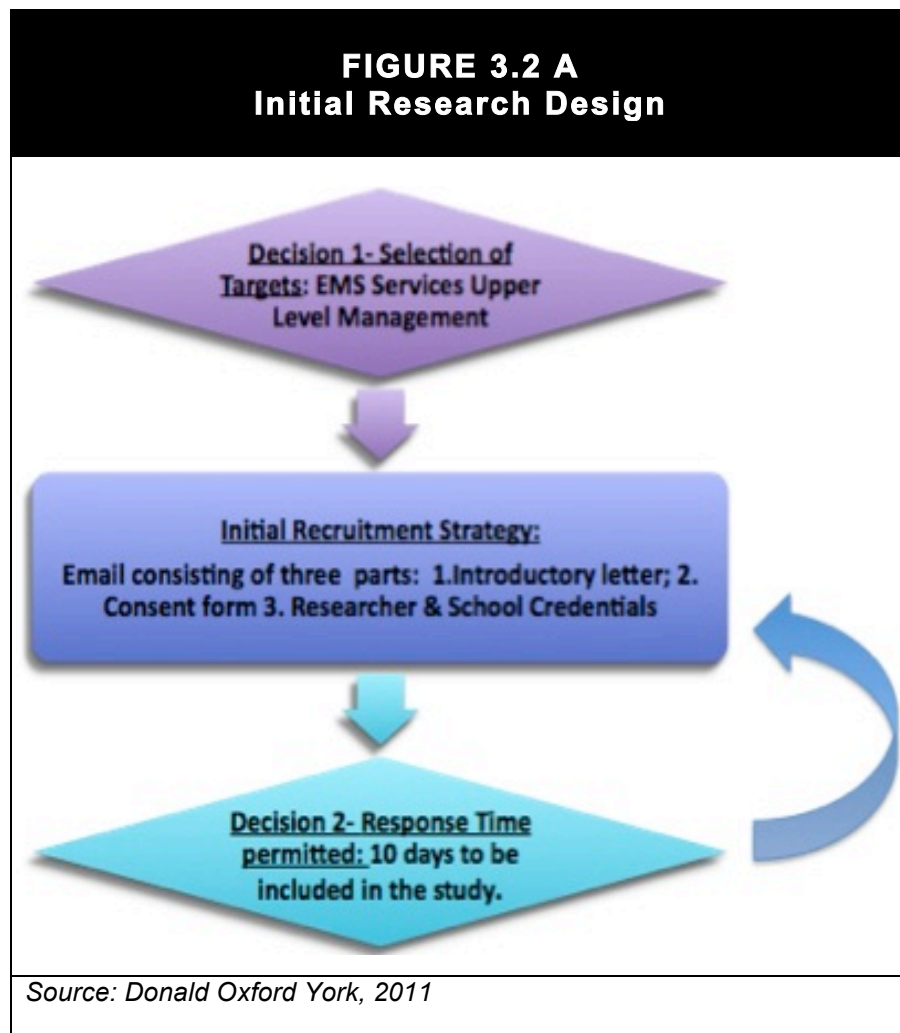 FIGURE 3.2 A
Initial Research Design
Decision 1- Selection of
Targets: EMS Services Upper
Level Management
Initial Recruitment Strategy:
Email consisting of three parts: 1.Introductory letter; 2.
Consent form 3. Researcher & School Credentials
Decision 2- Response Time
permitted: 10 days to be
included in the study.
Source: Donald Oxford York, 2011